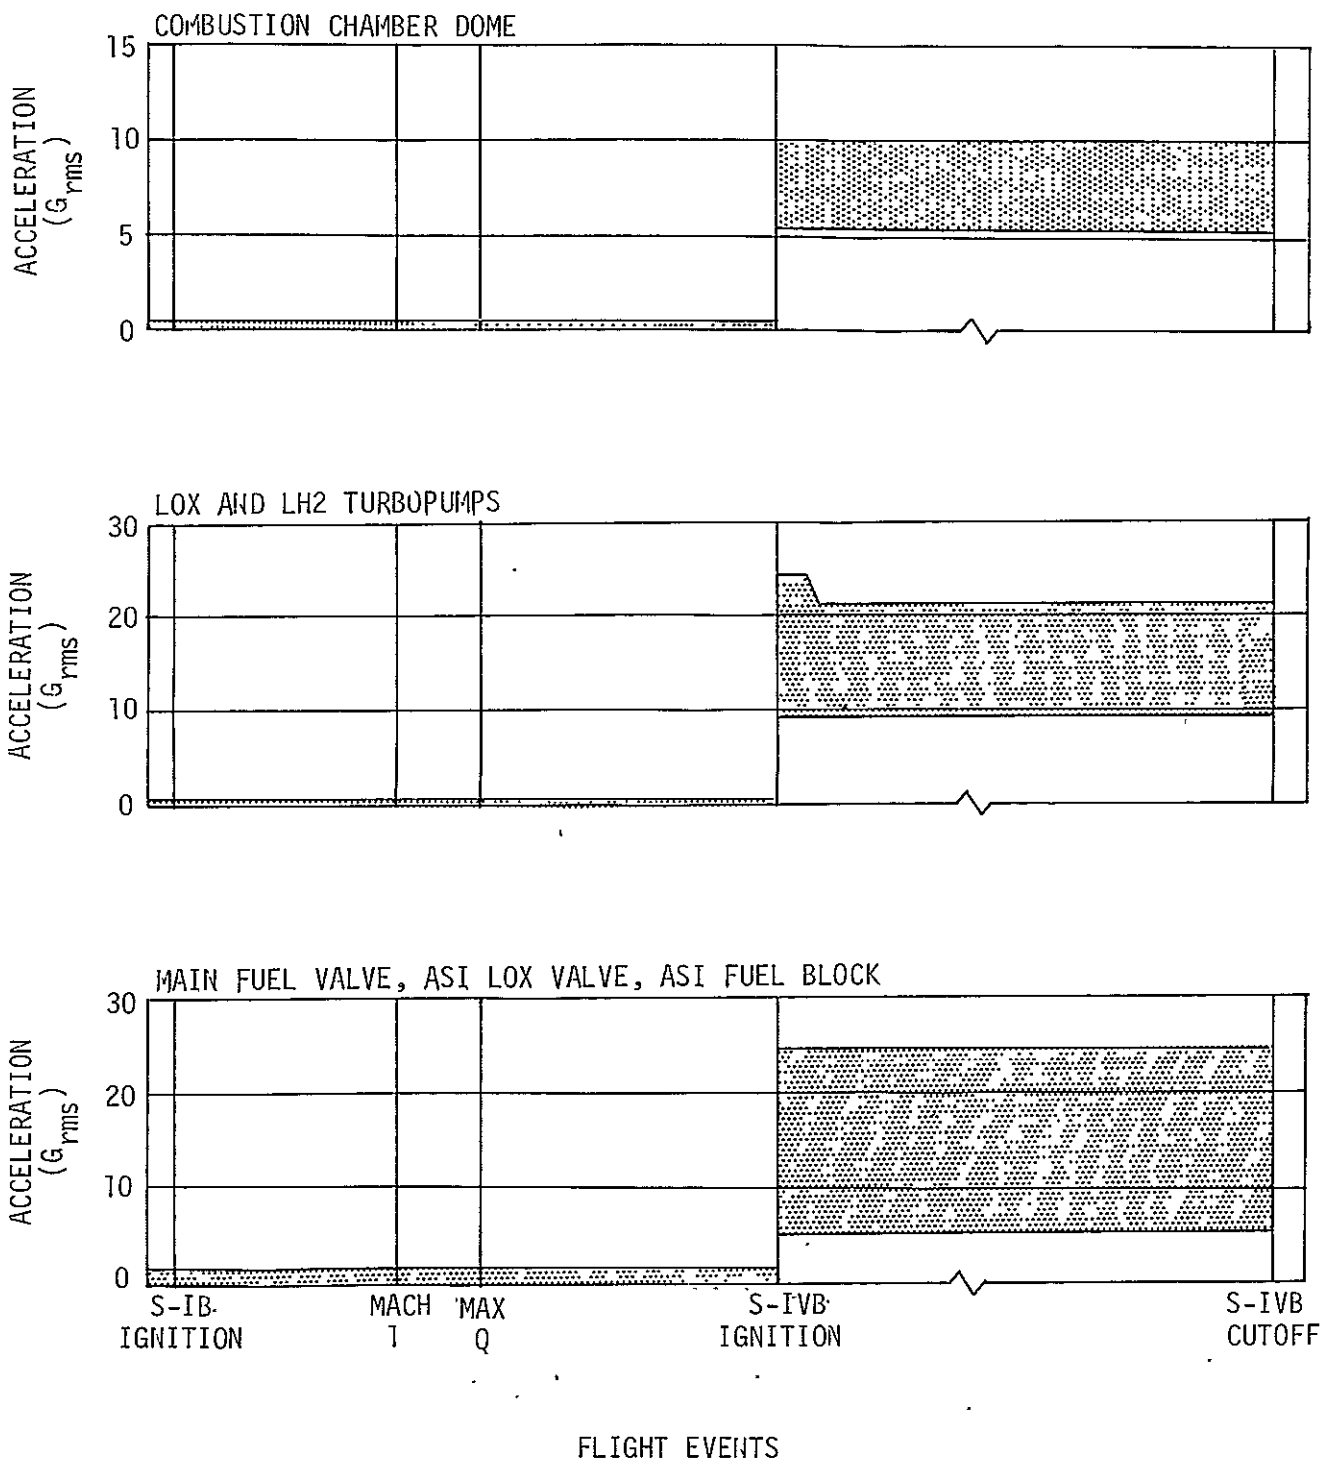 COMBUSTION CHAMBER DOME
15
10
5
0
ACCELERATION
(Grms)
LOX AND LH2 TURBOPUMPS
30
20
10
0
ACCELERATION
(Grms)
MAIN FUEL VALVE, ASI LOX VALVE, ASI FUEL BLOCK
30
20
10
0
ACCELERATION
(Grms)
S-IB MACH MAX S-IVB S-IVB
IGNITION 1 Q IGNITION CUTOFF
FLIGHT EVENTS